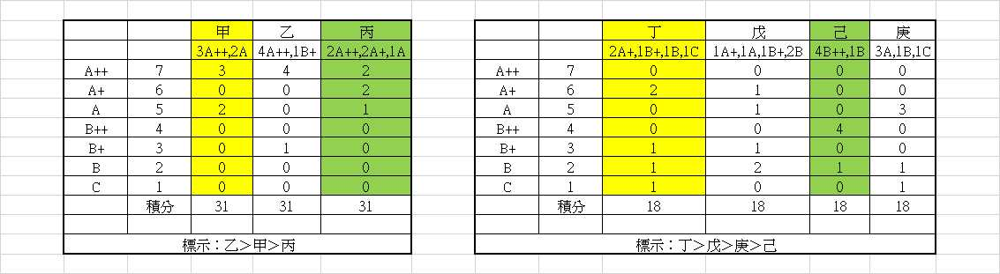 甲 乙 丙
3A++,2A 4A++,1B+ 2A++,2A+,1A
A++ 7 3 4 2
A+ 6 0 0 2
A 5 2 0 1
B++ 4 0 0 0
B+ 3 0 1 0
B 2 0 0 0
C 1 0 0 0
積分 31 31 31
標示：乙＞甲＞丙
丁 戊 己 庚
2A+,1B+,1B,1C 1A+,1A,1B+,2B 4B++,1B 3A,1B,1C
A++ 7 0 0 0 0
A+ 6 2 1 0 0
A 5 0 1 0 3
B++ 4 0 0 4 0
B+ 3 1 1 0 0
B 2 1 2 1 1
C 1 1 0 0 1
積分 18 18 18 18
標示：丁＞戊＞庚＞己